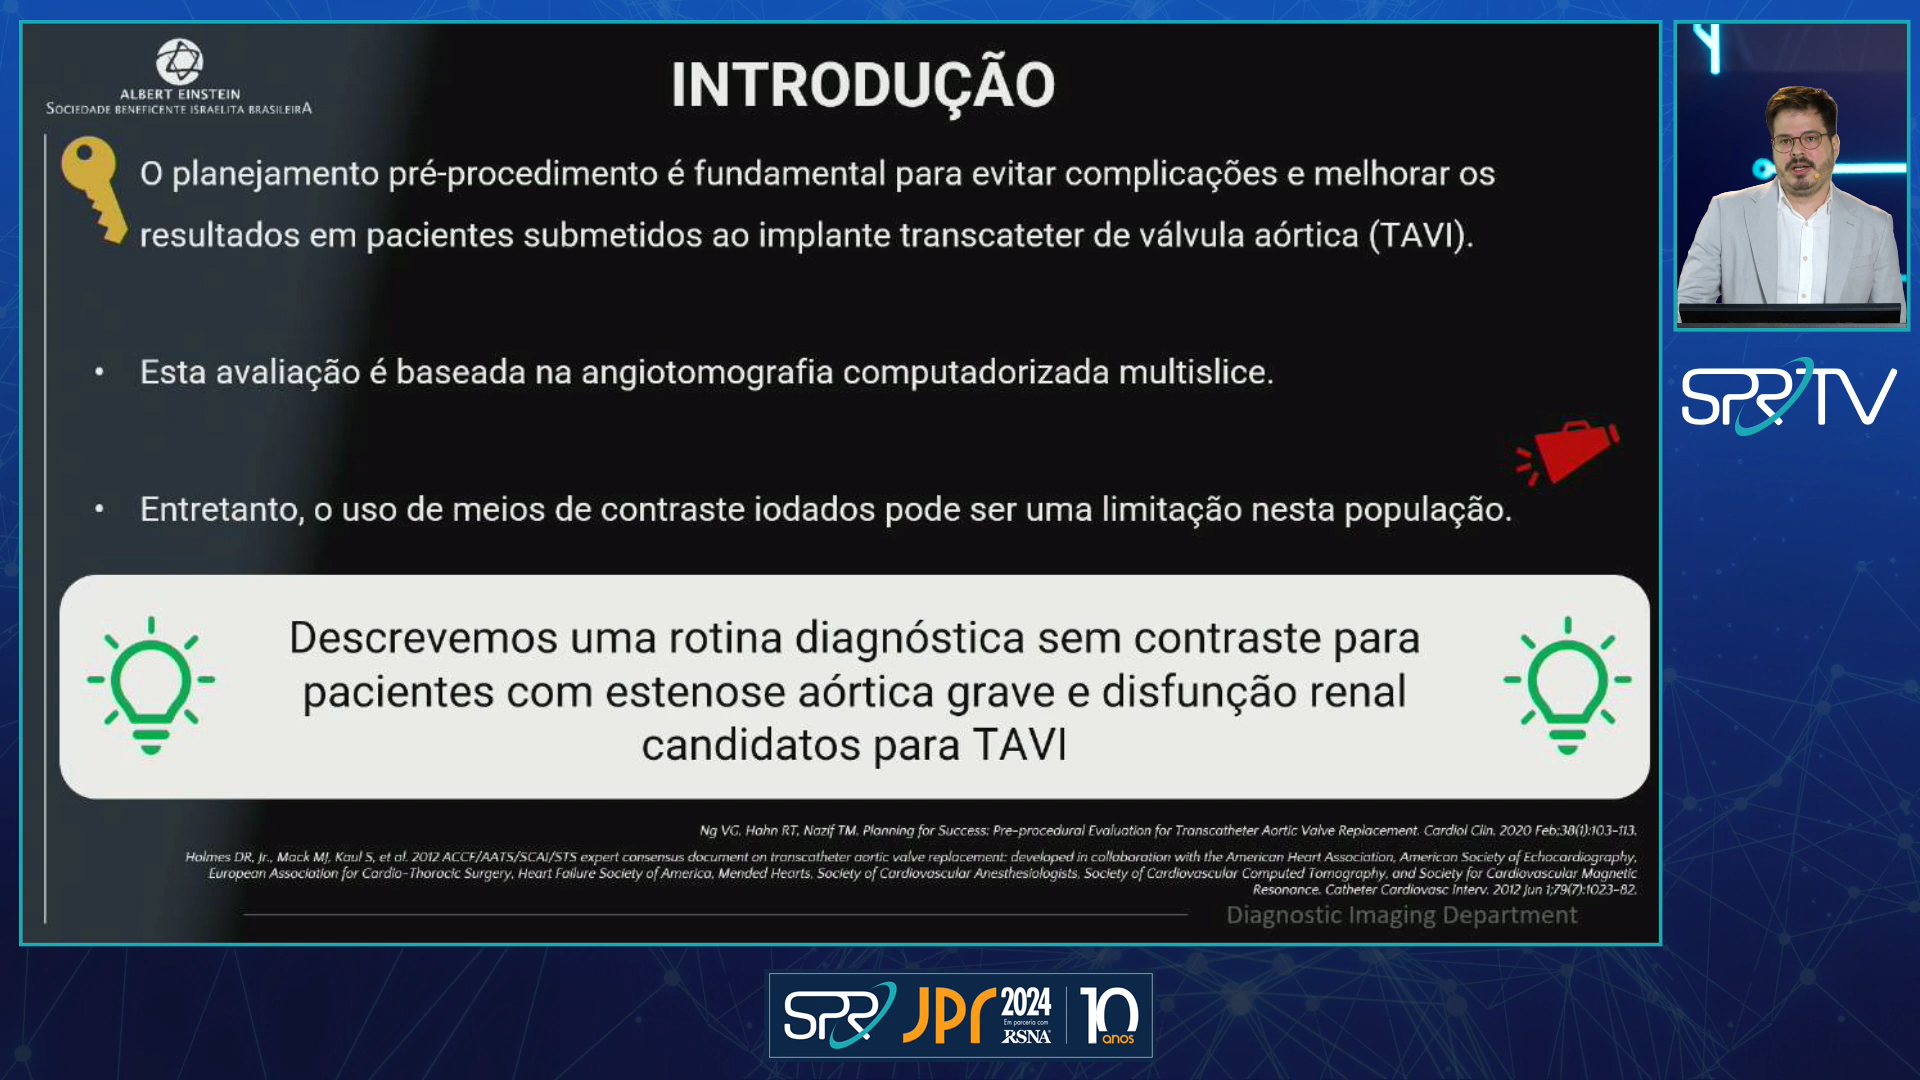 ALBERT EINSTEIN
SOCIEDADE BENEFICENTE ISRAELITA BRASILEIRA
INTRODUÇÃO
O planejamento pré-procedimento é fundamental para evitar complicações e melhorar os
resultados em pacientes submetidos ao implante transcateter de válvula aórtica (TAVI).
• Esta avaliação é baseada na angiotomografia computadorizada multislice.
• Entretanto, o uso de meios de contraste iodados pode ser uma limitação nesta população.
Descrevemos uma rotina diagnóstica sem contraste para
pacientes com estenose aórtica grave e disfunção renal
candidatos para TAVI
Ng VG, Hahn RT, Nazif TM. Planning for Success: Pre-procedural Evaluation for Transcatheter Aortic Valve Replacement. Cardiol Clin. 2020 Feb;38(1):103-113.
Holmes DR, Jr., Mack MJ, Kaul S, et al. 2012 ACCF/AATS/SCAI/STS expert consensus document on transcatheter aortic valve replacement: developed in collaboration with the American Heart Association, American Society of Echocardiography,
European Association for Cardio-Thoracic Surgery, Heart Failure Society of America, Mended Hearts, Society of Cardiovascular Anesthesiologists, Society of Cardiovascular Computed Tomography, and Society for Cardiovascular Magnetic
Resonance. Catheter Cardiovasc Interv. 2012 Jun 1;79(7):1023-82.
Diagnostic Imaging Department
SPR TV
SPR JPR 2024
Em parceria com
RSNA
10
anos